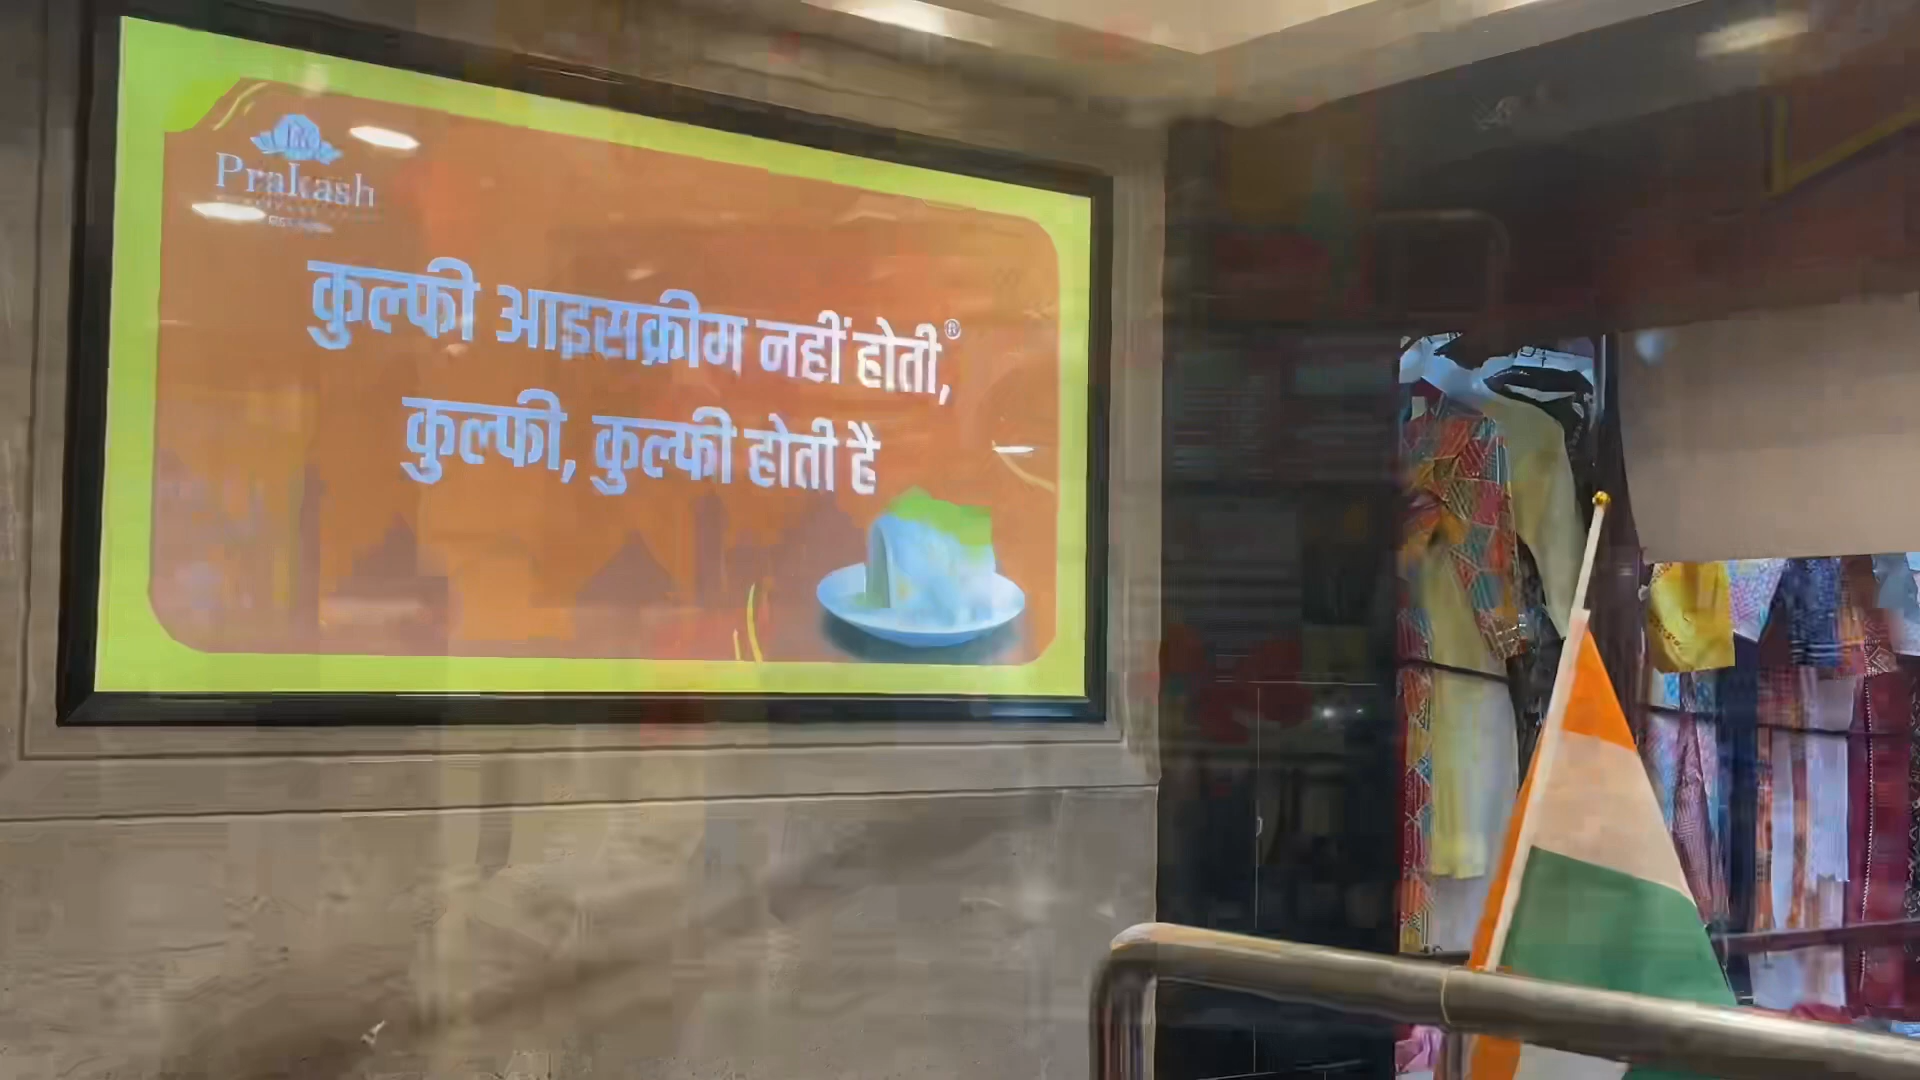 Prakash
कुल्फी आइसक्रीम नहीं होती,®
कुल्फी, कुल्फी होती है